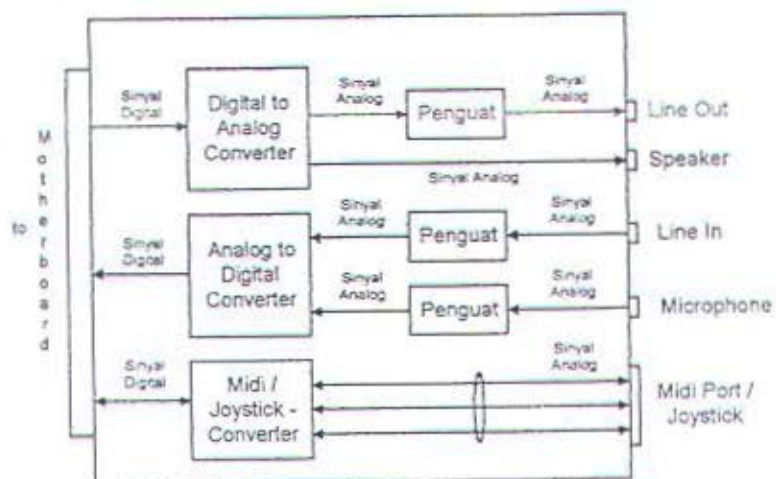 to
Motherboard
Sinyal
Digital
Digital to
Analog
Converter
Sinyal
Analog
Penguat
Sinyal
Analog
Line Out
Sinyal Analog
Speaker
Sinyal
Digital
Analog to
Digital
Converter
Sinyal
Analog
Penguat
Sinyal
Analog
Line In
Sinyal
Analog
Penguat
Sinyal
Analog
Microphone
Sinyal
Digital
Midi /
Joystick -
Converter
Sinyal
Analog
Midi Port /
Joystick